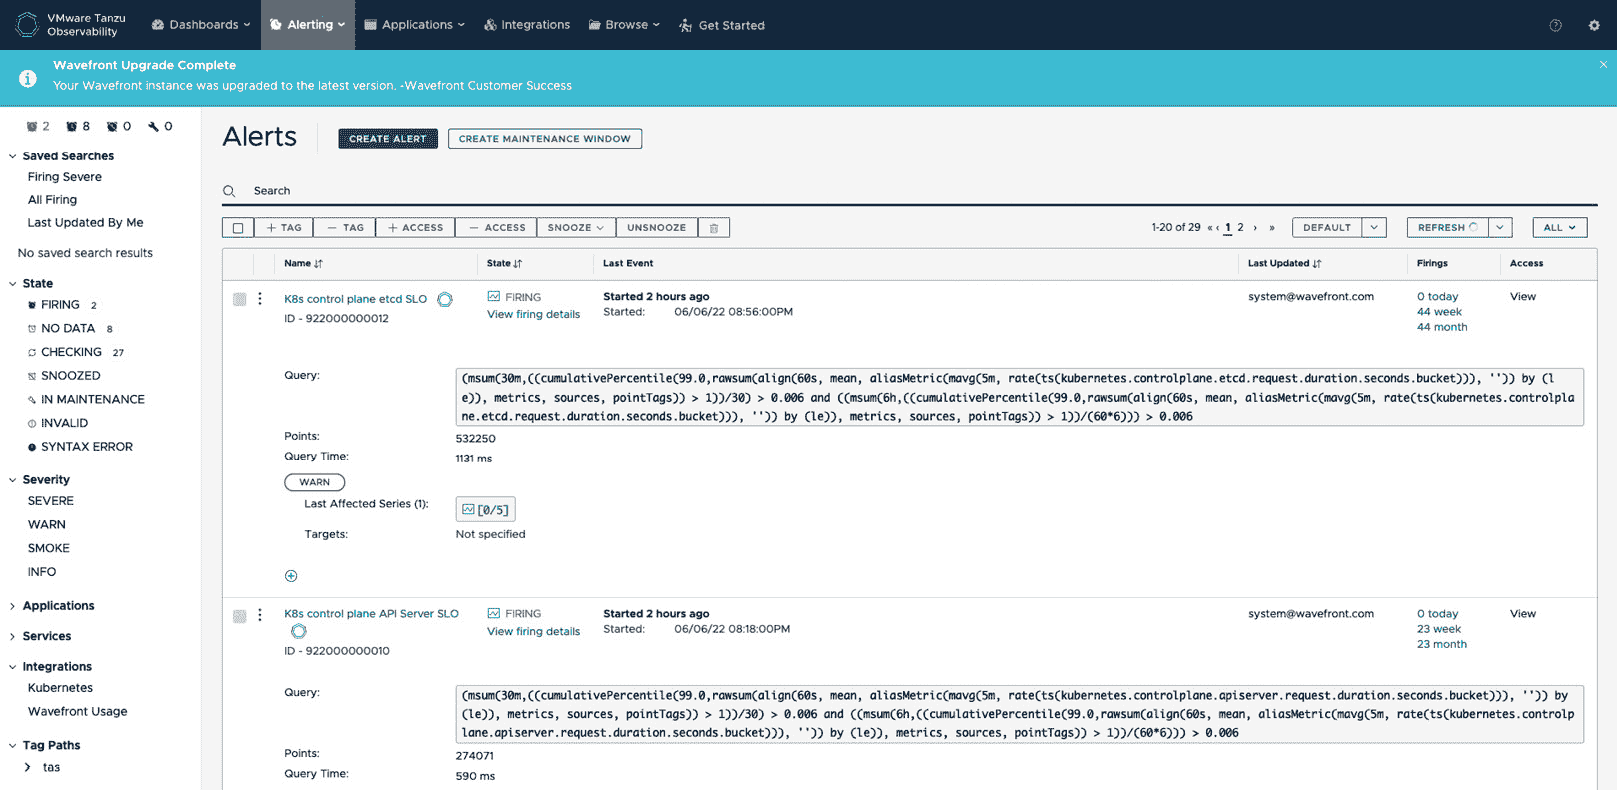 VMware Tanzu
Observability
Dashboards
Alerting
Applications
Integrations
Browse
Get Started
Wavefront Upgrade Complete
Your Wavefront instance was upgraded to the latest version. -Wavefront Customer Success
2 8 0 0
Saved Searches
Firing Severe
All Firing
Last Updated By Me
No saved search results
State
FIRING 2
NO DATA 8
CHECKING 27
SNOOZED
IN MAINTENANCE
INVALID
SYNTAX ERROR
Severity
SEVERE
WARN
SMOKE
INFO
Applications
Services
Integrations
Kubernetes
Wavefront Usage
Tag Paths
tas
Alerts
CREATE ALERT
CREATE MAINTENANCE WINDOW
Search
+ TAG
— TAG
+ ACCESS
— ACCESS
SNOOZE
UNSNOOZE
1-20 of 29 «‹ 1 2 › »
DEFAULT
REFRESH
ALL
Name
State
Last Event
Last Updated
Firings
Access
K8s control plane etcd SLO
ID - 922000000012
FIRING
View firing details
Started 2 hours ago
Started: 06/06/22 08:56:00PM
system@wavefront.com
0 today
44 week
44 month
View
Query:
(msum(30m,((cumulativePercentile(99.0,rawsum(align(60s, mean, aliasMetric(mavg(5m, rate(ts(kubernetes.controlplane.etcd.request.duration.seconds.bucket))), '')) by (l
e)), metrics, sources, pointTags)) > 1))/30) > 0.006 and ((msum(6h,((cumulativePercentile(99.0,rawsum(align(60s, mean, aliasMetric(mavg(5m, rate(ts(kubernetes.controlpla
ne.etcd.request.duration.seconds.bucket))), '')) by (le)), metrics, sources, pointTags)) > 1))/(60*6))) > 0.006
Points: 532250
Query Time: 1131 ms
WARN
Last Affected Series (1): [0/5]
Targets: Not specified
K8s control plane API Server SLO
ID - 922000000010
FIRING
View firing details
Started 2 hours ago
Started: 06/06/22 08:18:00PM
system@wavefront.com
0 today
23 week
23 month
View
Query:
(msum(30m,((cumulativePercentile(99.0,rawsum(align(60s, mean, aliasMetric(mavg(5m, rate(ts(kubernetes.controlplane.apiserver.request.duration.seconds.bucket))), '')) by
(le)), metrics, sources, pointTags)) > 1))/30) > 0.006 and ((msum(6h,((cumulativePercentile(99.0,rawsum(align(60s, mean, aliasMetric(mavg(5m, rate(ts(kubernetes.controlp
lane.apiserver.request.duration.seconds.bucket))), '')) by (le)), metrics, sources, pointTags)) > 1))/(60*6))) > 0.006
Points: 274071
Query Time: 590 ms